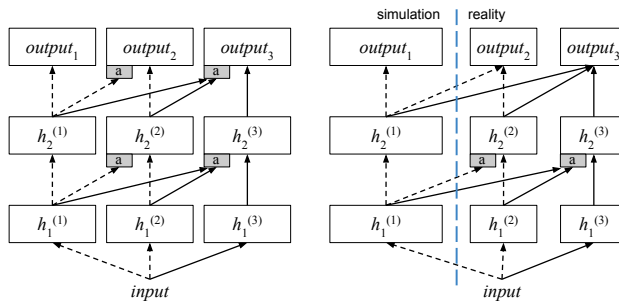 simulation reality
output₁ output₂ output₃ output₁ output₂ output₃
a a
h₂⁽¹⁾ h₂⁽²⁾ h₂⁽³⁾ h₂⁽¹⁾ h₂⁽²⁾ h₂⁽³⁾
a a a a
h₁⁽¹⁾ h₁⁽²⁾ h₁⁽³⁾ h₁⁽¹⁾ h₁⁽²⁾ h₁⁽³⁾
input input